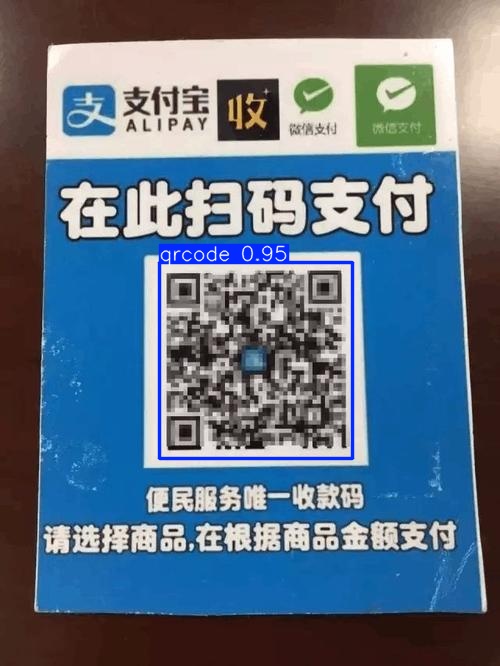 支付宝
ALIPAY
收
微信支付
微信支付
在此扫码支付
qrcode 0.95
便民服务唯一收款码
请选择商品,在根据商品金额支付